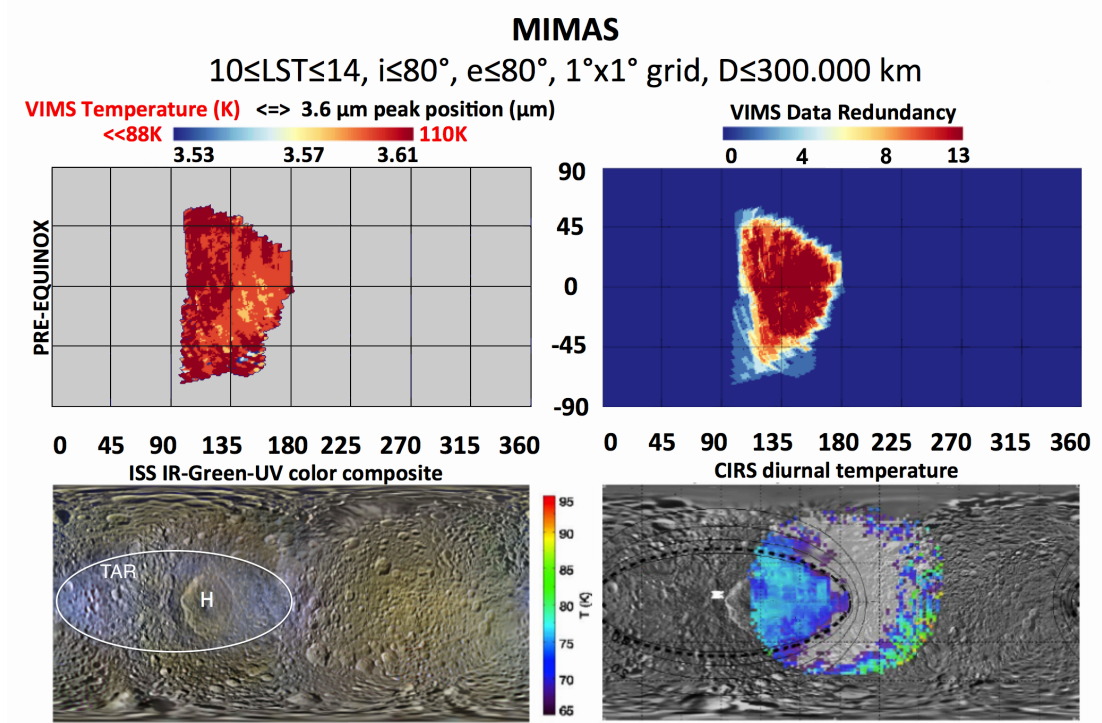 MIMAS
10≤LST≤14, i≤80°, e≤80°, 1°x1° grid, D≤300.000 km
VIMS Temperature (K) <=> 3.6 μm peak position (μm)
<<88K 110K
3.53 3.57 3.61
VIMS Data Redundancy
0 4 8 13
PRE-EQUINOX
90
45
0
-45
-90
0 45 90 135 180 225 270 315 360
0 45 90 135 180 225 270 315 360
ISS IR-Green-UV color composite
CIRS diurnal temperature
TAR
H
95
90
85
80
75
70
65
T (K)